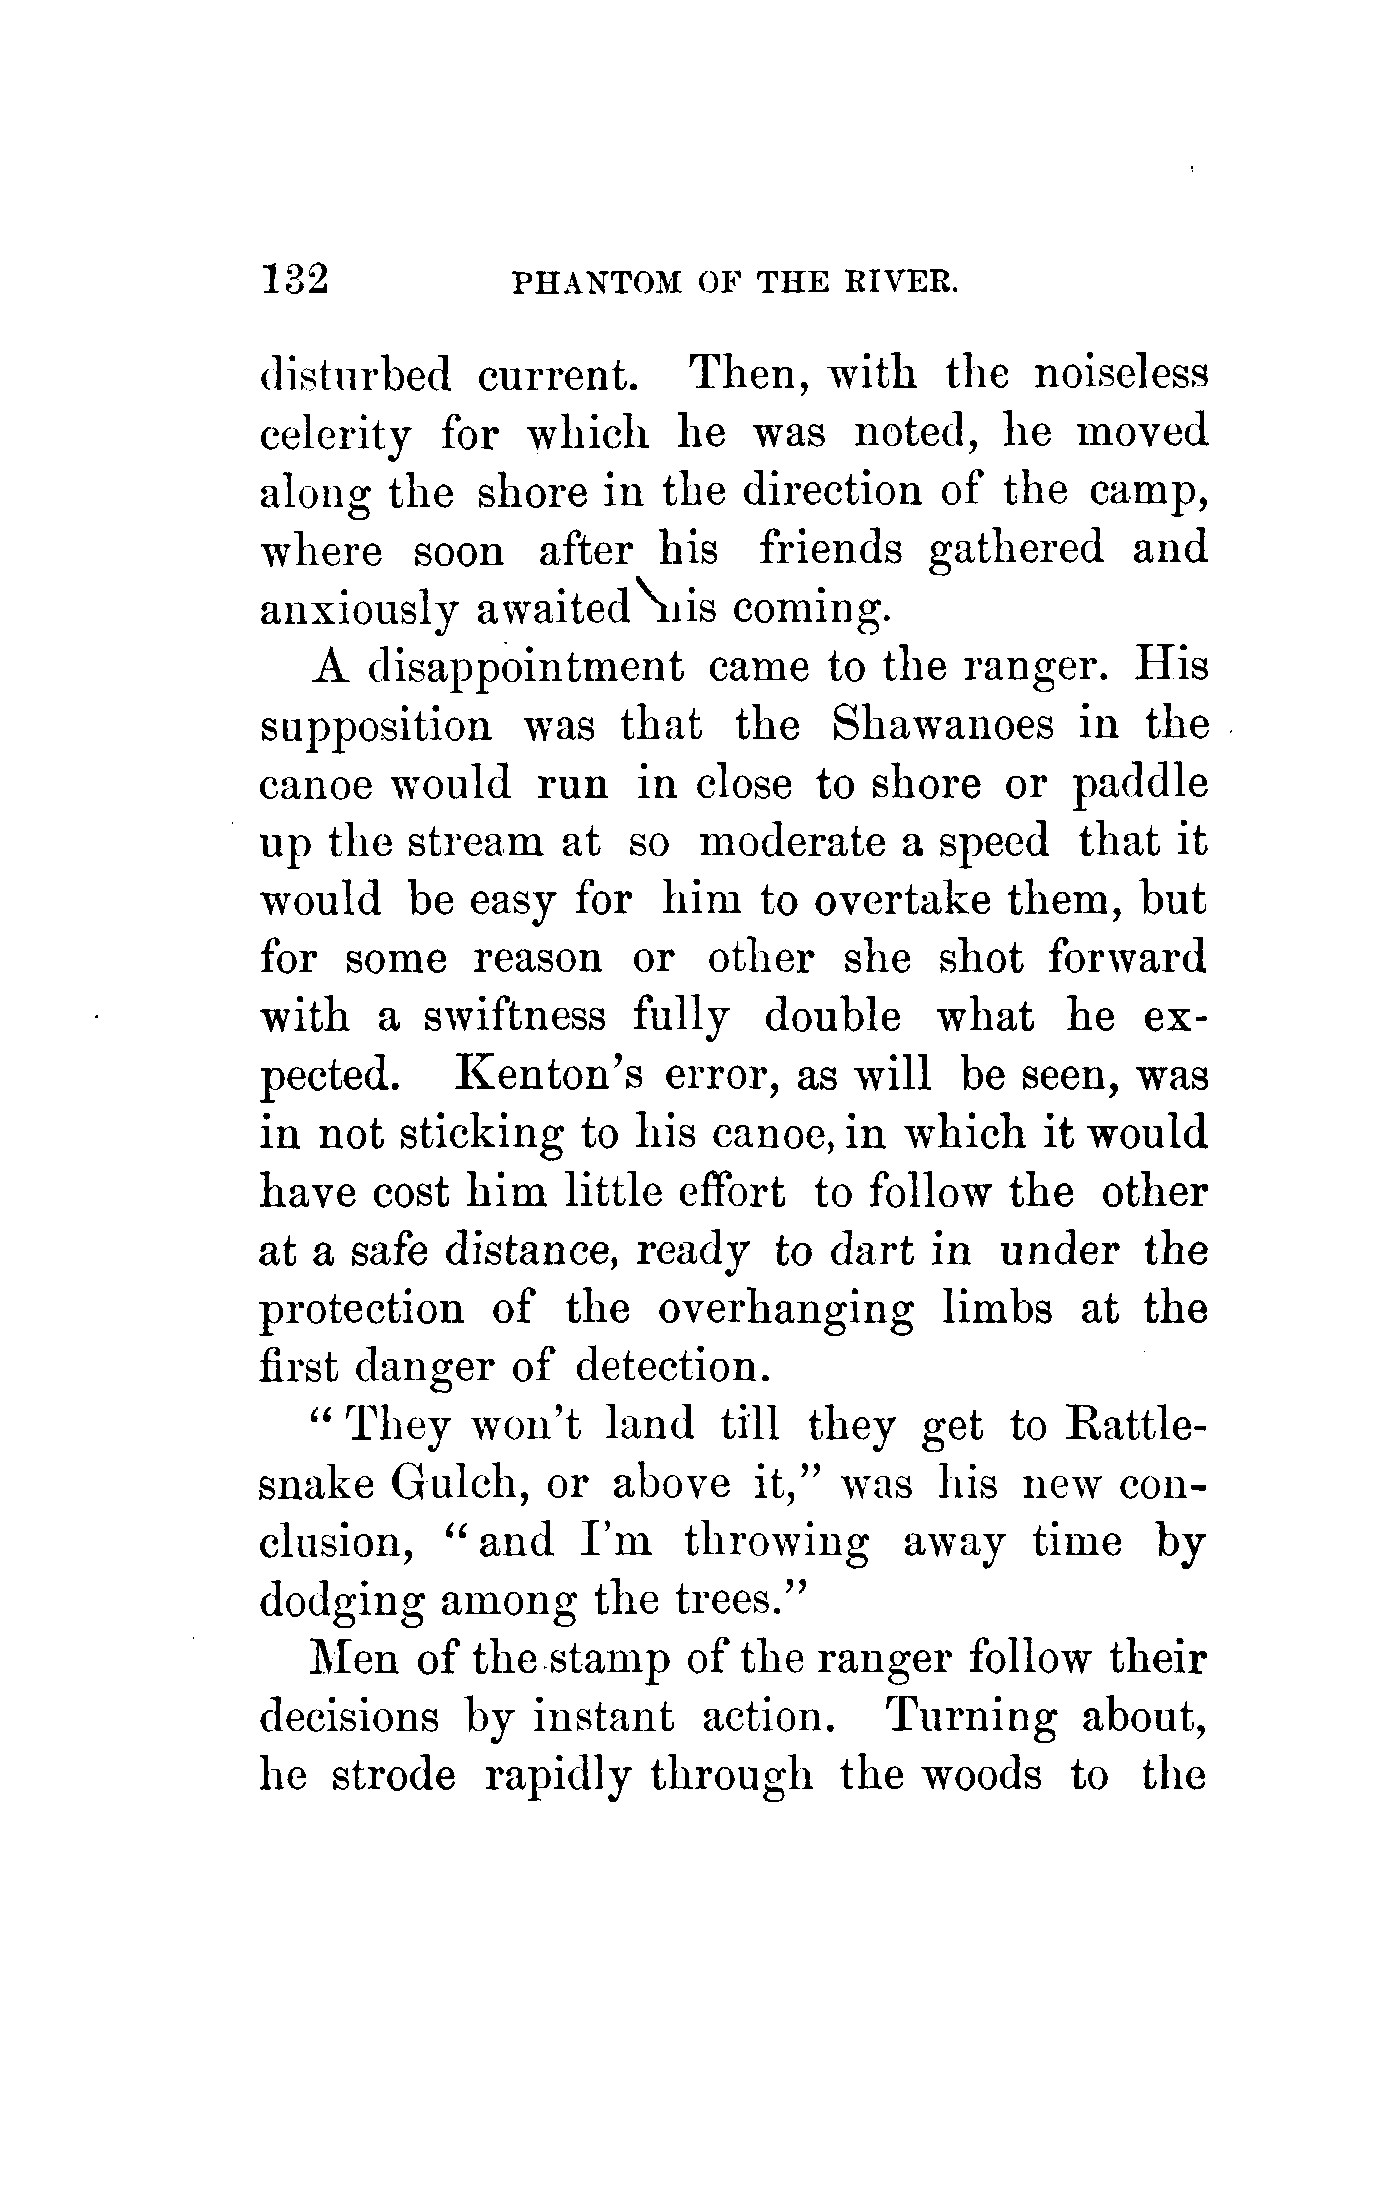 132 PHANTOM OF THE RIVER.
disturbed current. Then, with the noiseless
celerity for which he was noted, he moved
along the shore in the direction of the camp,
where soon after his friends gathered and
anxiously awaited his coming.
A disappointment came to the ranger. His
supposition was that the Shawanoes in the
canoe would run in close to shore or paddle
up the stream at so moderate a speed that it
would be easy for him to overtake them, but
for some reason or other she shot forward
with a swiftness fully double what he ex-
pected. Kenton's error, as will be seen, was
in not sticking to his canoe, in which it would
have cost him little effort to follow the other
at a safe distance, ready to dart in under the
protection of the overhanging limbs at the
first danger of detection.
" They won't land till they get to Rattle-
snake Gulch, or above it," was his new con-
clusion, " and I'm throwing away time by
dodging among the trees."
Men of the stamp of the ranger follow their
decisions by instant action. Turning about,
he strode rapidly through the woods to the